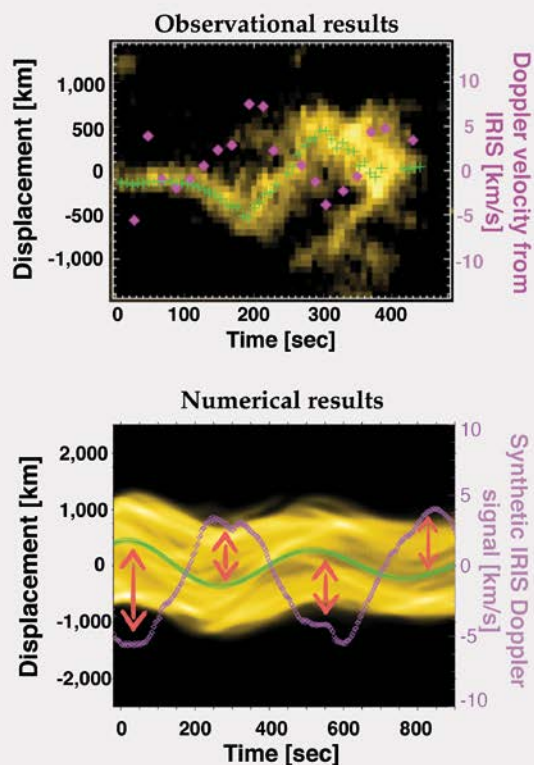 Observational results
Displacement [km]
1,000
500
0
-500
-1,000
10
5
0
-5
-10
Doppler velocity from
IRIS [km/s]
0 100 200 300 400
Time [sec]
Numerical results
Displacement [km]
2,000
1,000
0
-1,000
-2,000
10
5
0
-5
-10
Synthetic IRIS Doppler
signal [km/s]
0 200 400 600 800
Time [sec]